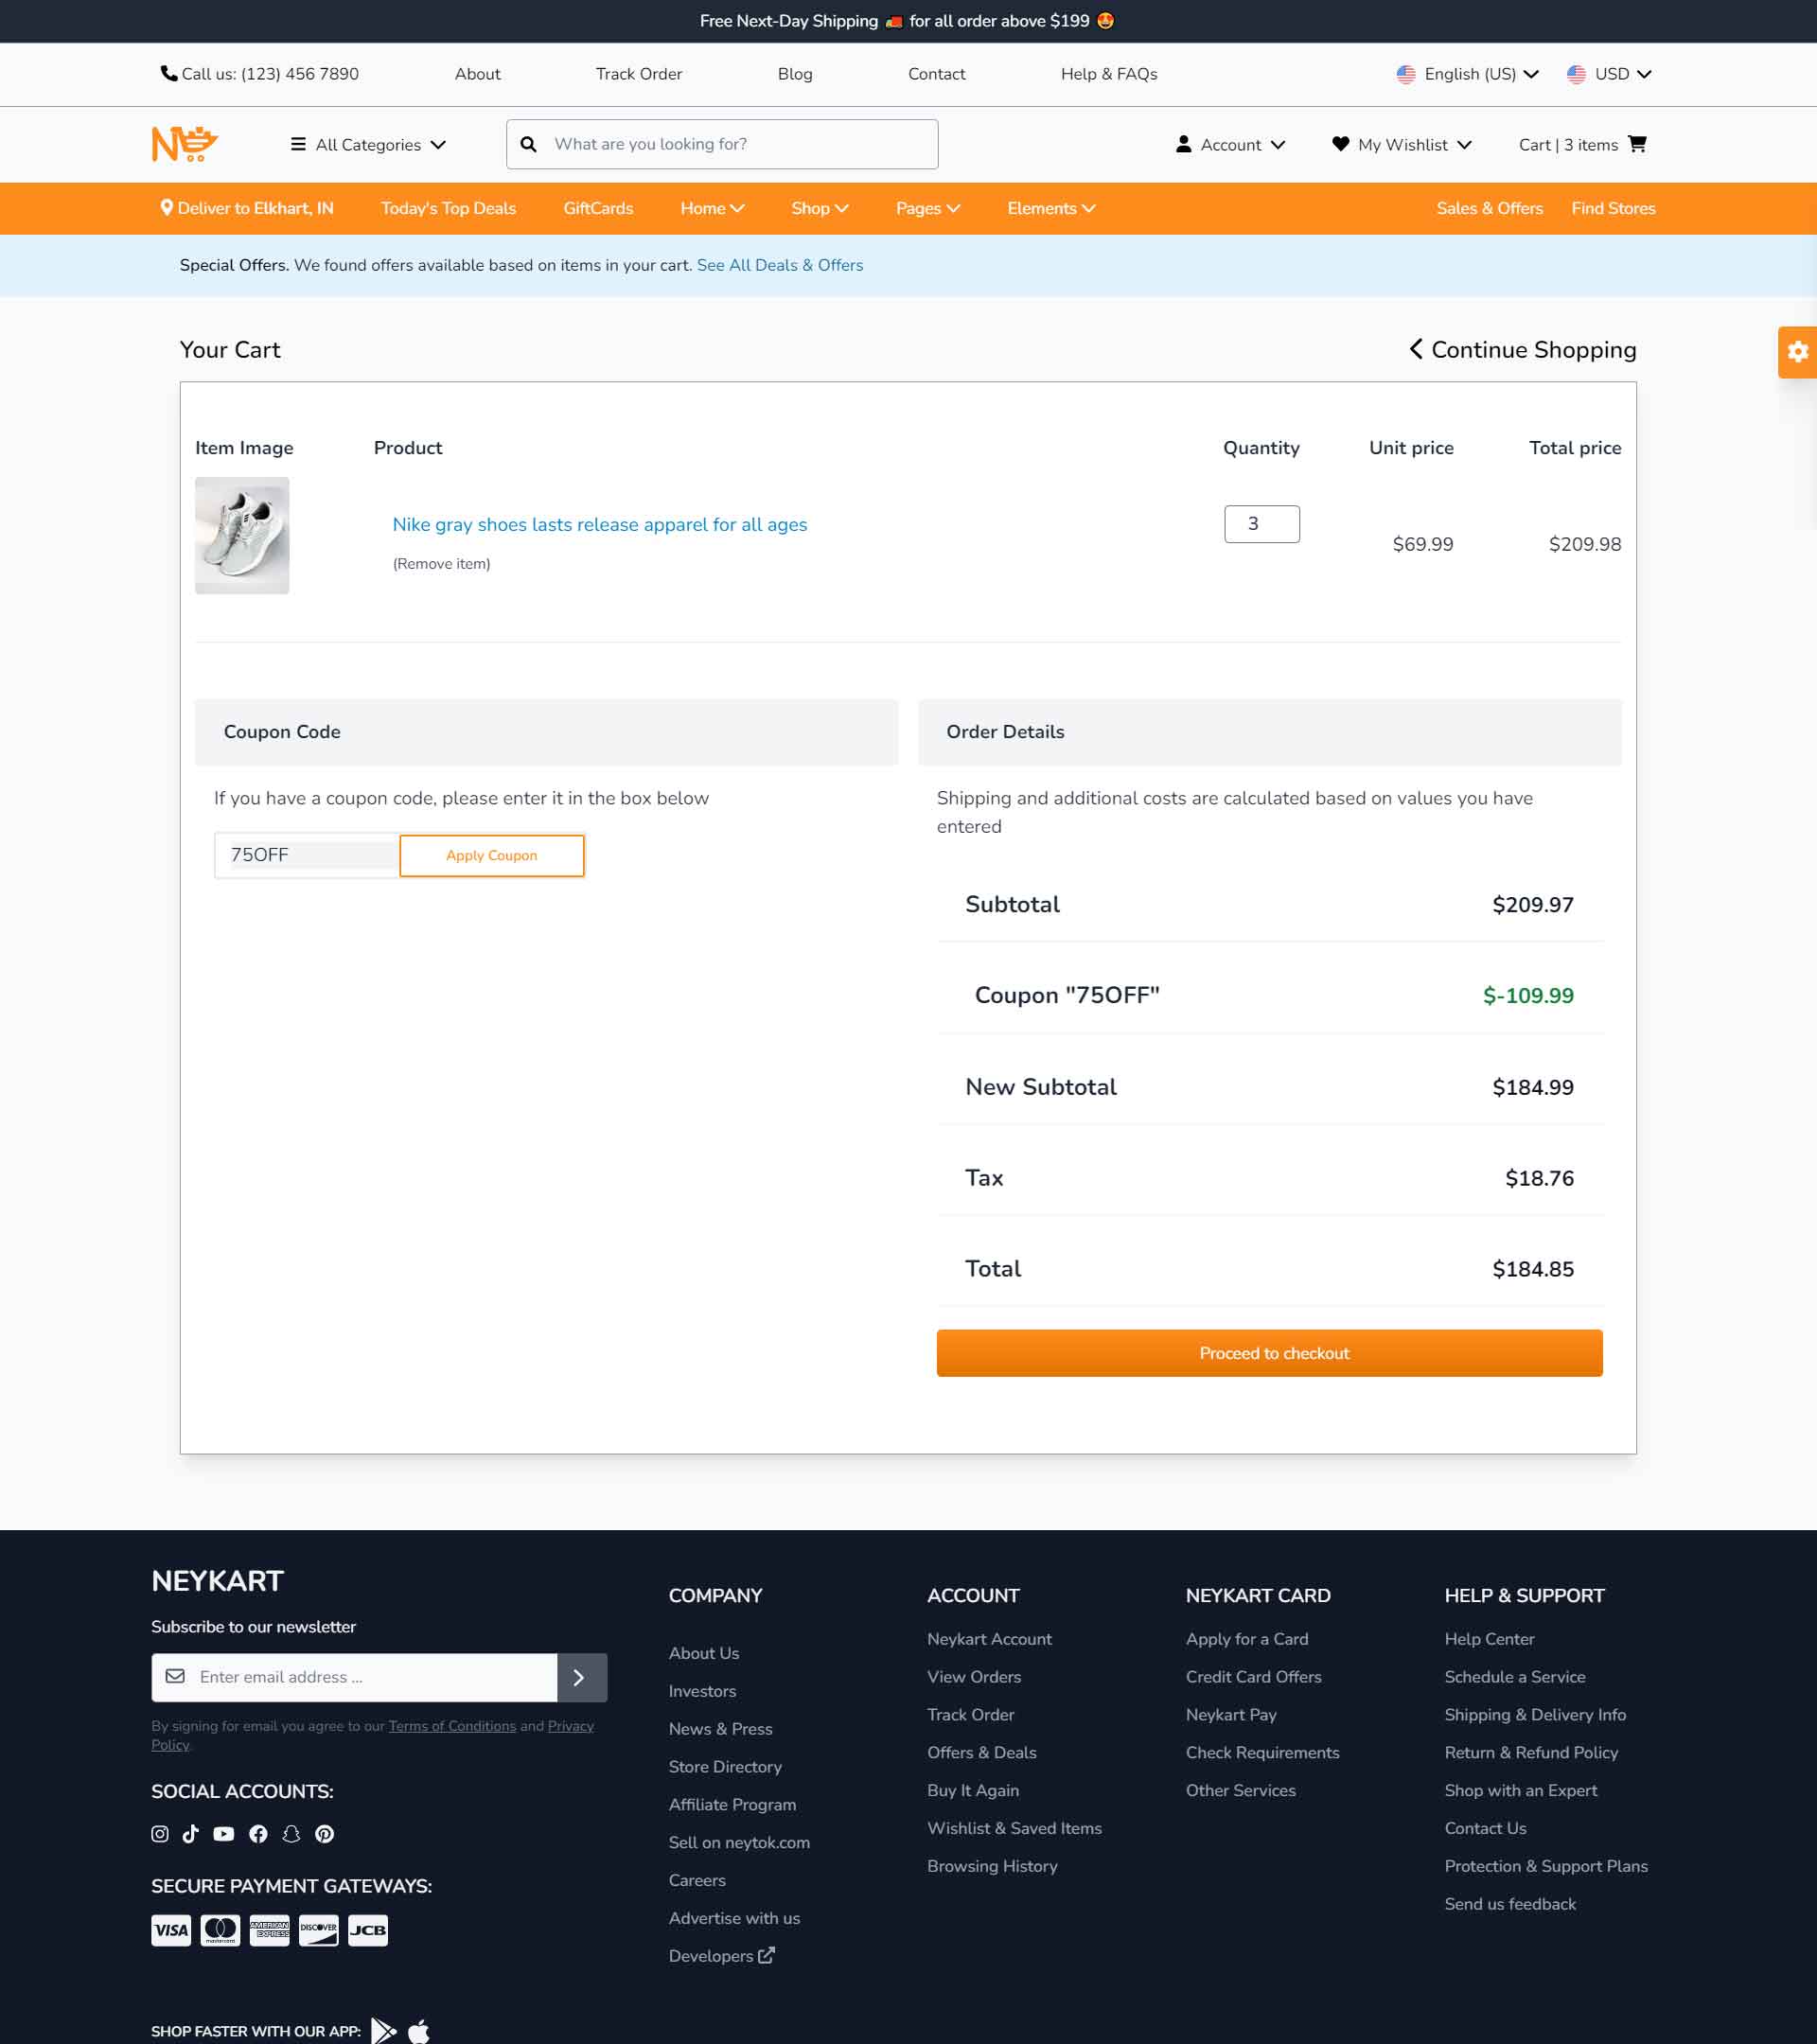 Free Next-Day Shipping 🚚 for all order above $199 😍
Call us: (123) 456 7890 About Track Order Blog Contact Help & FAQs English (US) USD
All Categories What are you looking for? Account My Wishlist Cart | 3 items
Deliver to Elkhart, IN Today's Top Deals GiftCards Home Shop Pages Elements Sales & Offers Find Stores
Special Offers. We found offers available based on items in your cart. See All Deals & Offers
Your Cart Continue Shopping
Item Image Product Quantity Unit price Total price
Nike gray shoes lasts release apparel for all ages 3 $69.99 $209.98
(Remove item)
Coupon Code
If you have a coupon code, please enter it in the box below
75OFF Apply Coupon
Order Details
Shipping and additional costs are calculated based on values you have
entered
Subtotal $209.97
Coupon "75OFF" $-109.99
New Subtotal $184.99
Tax $18.76
Total $184.85
Proceed to checkout
NEYKART
Subscribe to our newsletter
Enter email address ...
By signing for email you agree to our Terms of Conditions and Privacy
Policy.
SOCIAL ACCOUNTS:
SECURE PAYMENT GATEWAYS:
VISA mastercard AMERICAN EXPRESS DISCOVER JCB
SHOP FASTER WITH OUR APP:
COMPANY
About Us
Investors
News & Press
Store Directory
Affiliate Program
Sell on neytok.com
Careers
Advertise with us
Developers
ACCOUNT
Neykart Account
View Orders
Track Order
Offers & Deals
Buy It Again
Wishlist & Saved Items
Browsing History
NEYKART CARD
Apply for a Card
Credit Card Offers
Neykart Pay
Check Requirements
Other Services
HELP & SUPPORT
Help Center
Schedule a Service
Shipping & Delivery Info
Return & Refund Policy
Shop with an Expert
Contact Us
Protection & Support Plans
Send us feedback